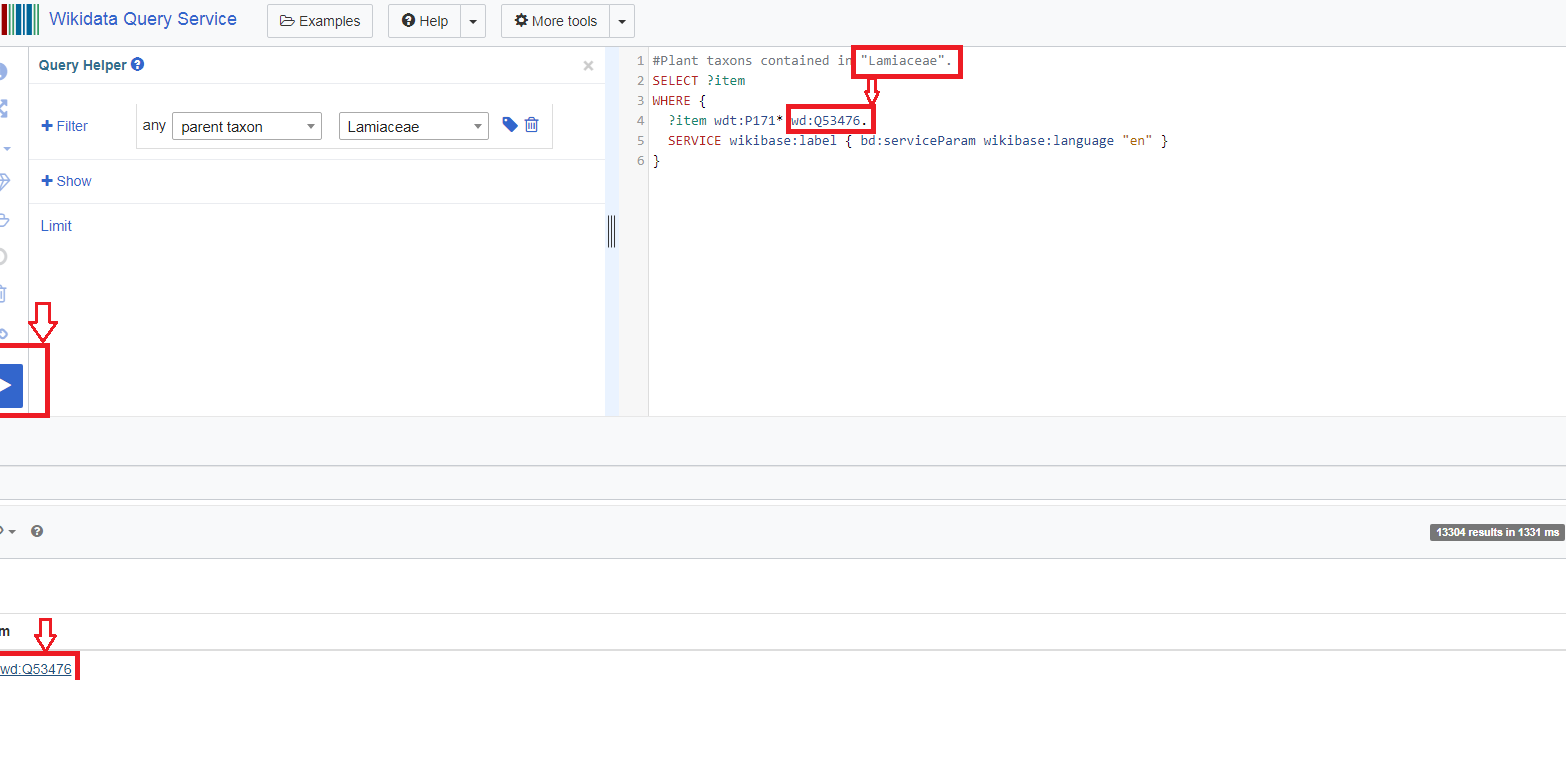 Wikidata Query Service
Examples
Help
More tools
Query Helper
Filter
any
parent taxon
Lamiaceae
Show
Limit
1 #Plant taxons contained in "Lamiaceae".
2 SELECT ?item
3 WHERE {
4 ?item wdt:P171* wd:Q53476.
5 SERVICE wikibase:label { bd:serviceParam wikibase:language "en" }
6 }
13304 results in 1331 ms
m
wd:Q53476